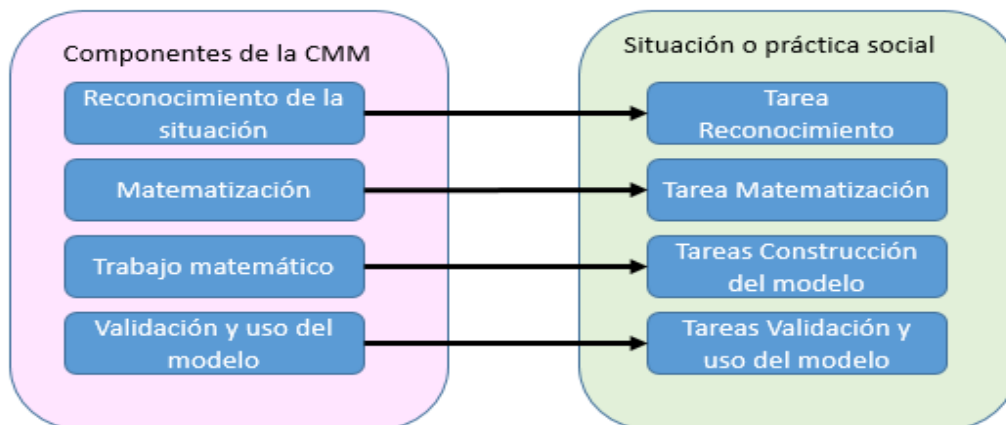 Componentes de la CMM
Reconocimiento de la
situación
Matematización
Trabajo matemático
Validación y uso del
modelo
Situación o práctica social
Tarea
Reconocimiento
Tarea Matematización
Tareas Construcción
del modelo
Tareas Validación y
uso del modelo